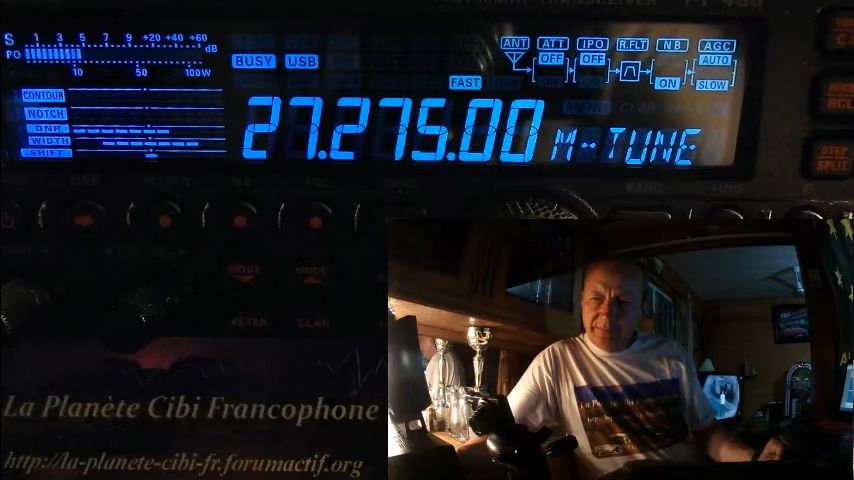 S 1 3 5 7 9 +20 +40 +60 dB
PO 10 50 100W
BUSY USB
ANT ATT IPO R.FLT NB AGC
OFF OFF AUTO
ON SLOW
FAST
CONTOUR
NOTCH
DNR
WIDTH
SHIFT
27.275.00 M-TUNE
RCL
STEP
SPLIT
MODE MODE
KEYER CLAR
La Planète Cibi Francophone
http://la-planete-cibi-fr.forumactif.org